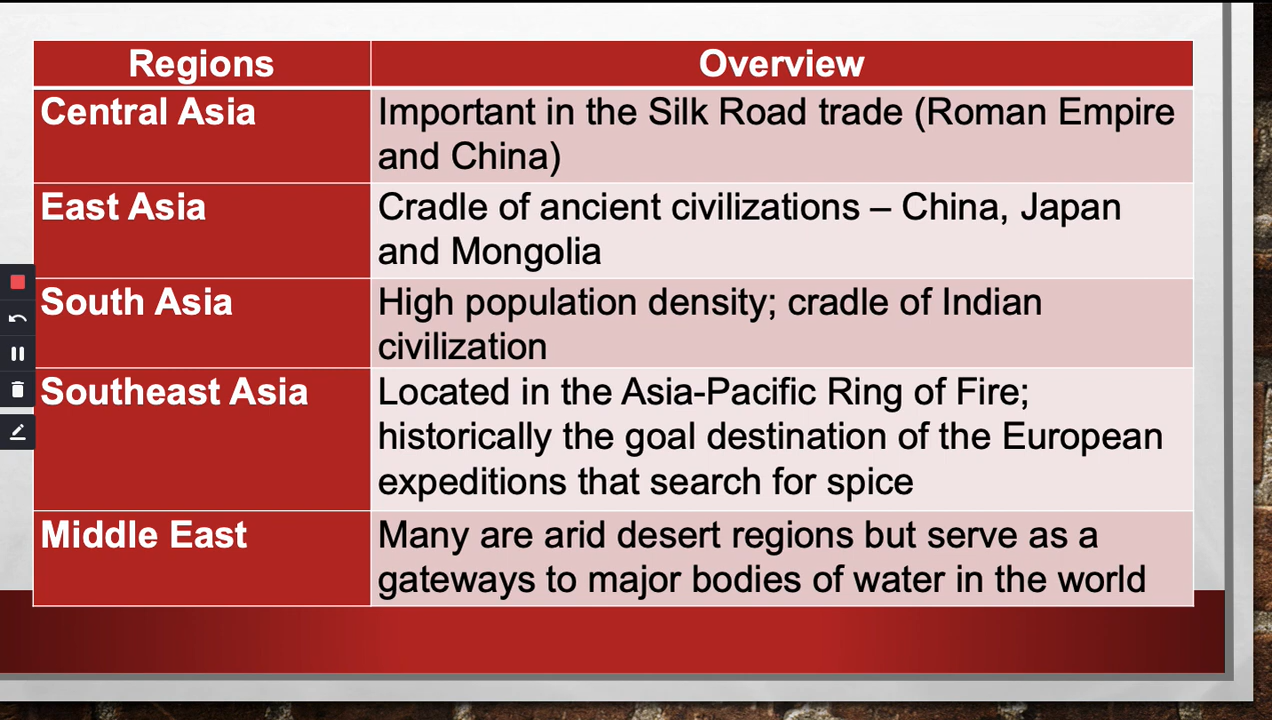 Regions
Overview
Central Asia
Important in the Silk Road trade (Roman Empire
and China)
East Asia
Cradle of ancient civilizations – China, Japan
and Mongolia
South Asia
High population density; cradle of Indian
civilization
Southeast Asia
Located in the Asia-Pacific Ring of Fire;
historically the goal destination of the European
expeditions that search for spice
Middle East
Many are arid desert regions but serve as a
gateways to major bodies of water in the world